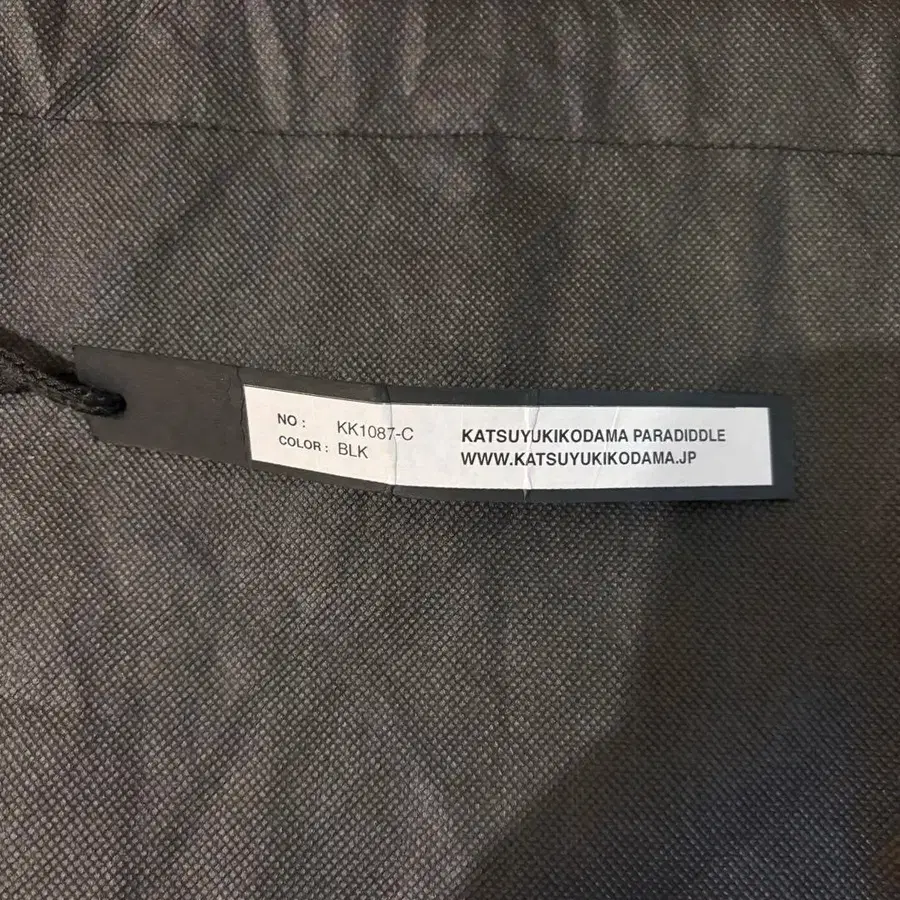 NO : KK1087-C
COLOR : BLK
KATSUYUKIKODAMA PARADIDDLE
WWW.KATSUYUKIKODAMA.JP